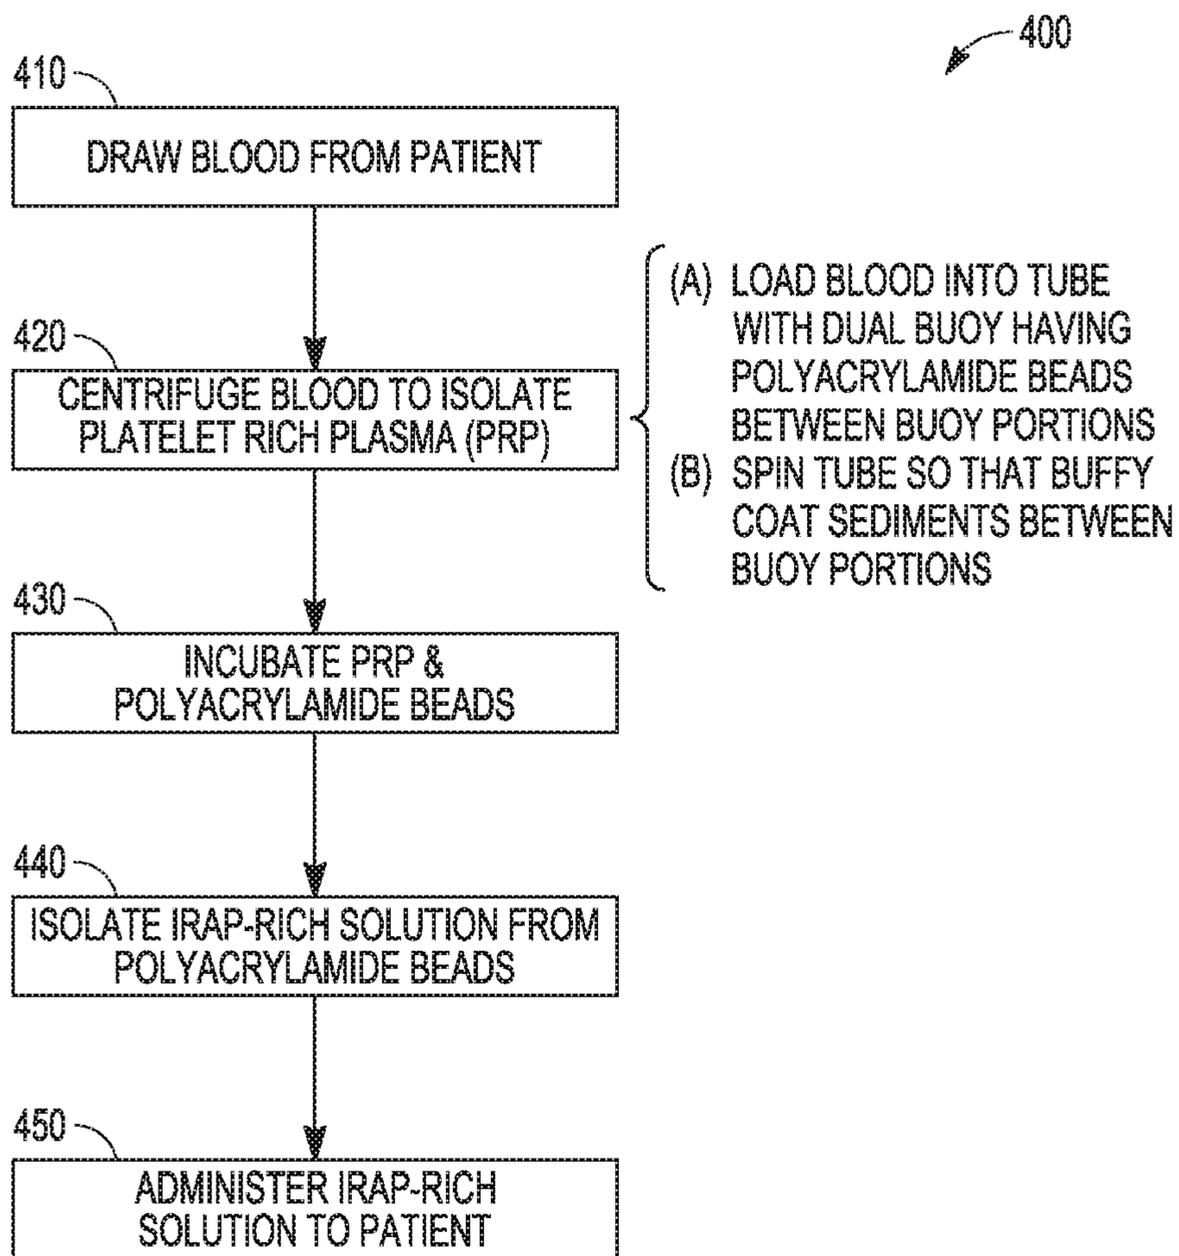 400
410
DRAW BLOOD FROM PATIENT
420
CENTRIFUGE BLOOD TO ISOLATE
PLATELET RICH PLASMA (PRP)
(A) LOAD BLOOD INTO TUBE
WITH DUAL BUOY HAVING
POLYACRYLAMIDE BEADS
BETWEEN BUOY PORTIONS
(B) SPIN TUBE SO THAT BUFFY
COAT SEDIMENTS BETWEEN
BUOY PORTIONS
430
INCUBATE PRP &
POLYACRYLAMIDE BEADS
440
ISOLATE IRAP-RICH SOLUTION FROM
POLYACRYLAMIDE BEADS
450
ADMINISTER IRAP-RICH
SOLUTION TO PATIENT